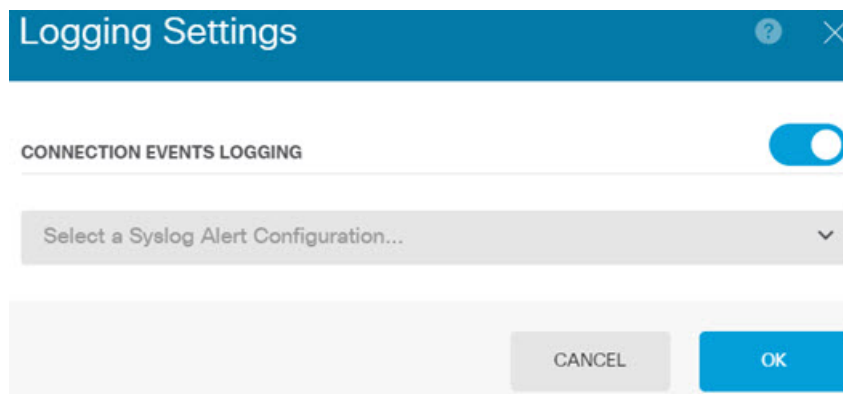 Logging Settings
?
CONNECTION EVENTS LOGGING
Select a Syslog Alert Configuration...
CANCEL
OK